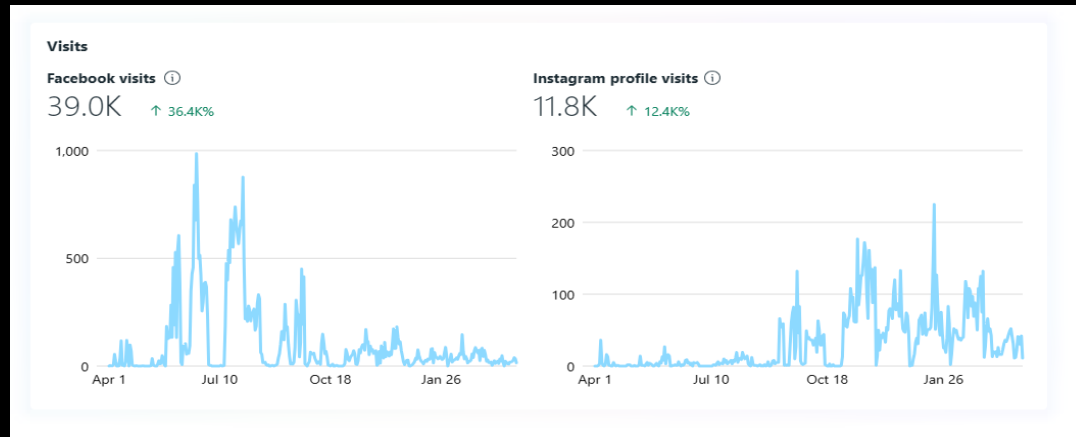 Visits
Facebook visits
39.0K ↑ 36.4K%
1,000
500
0
Apr 1 Jul 10 Oct 18 Jan 26
Instagram profile visits
11.8K ↑ 12.4K%
300
200
100
0
Apr 1 Jul 10 Oct 18 Jan 26